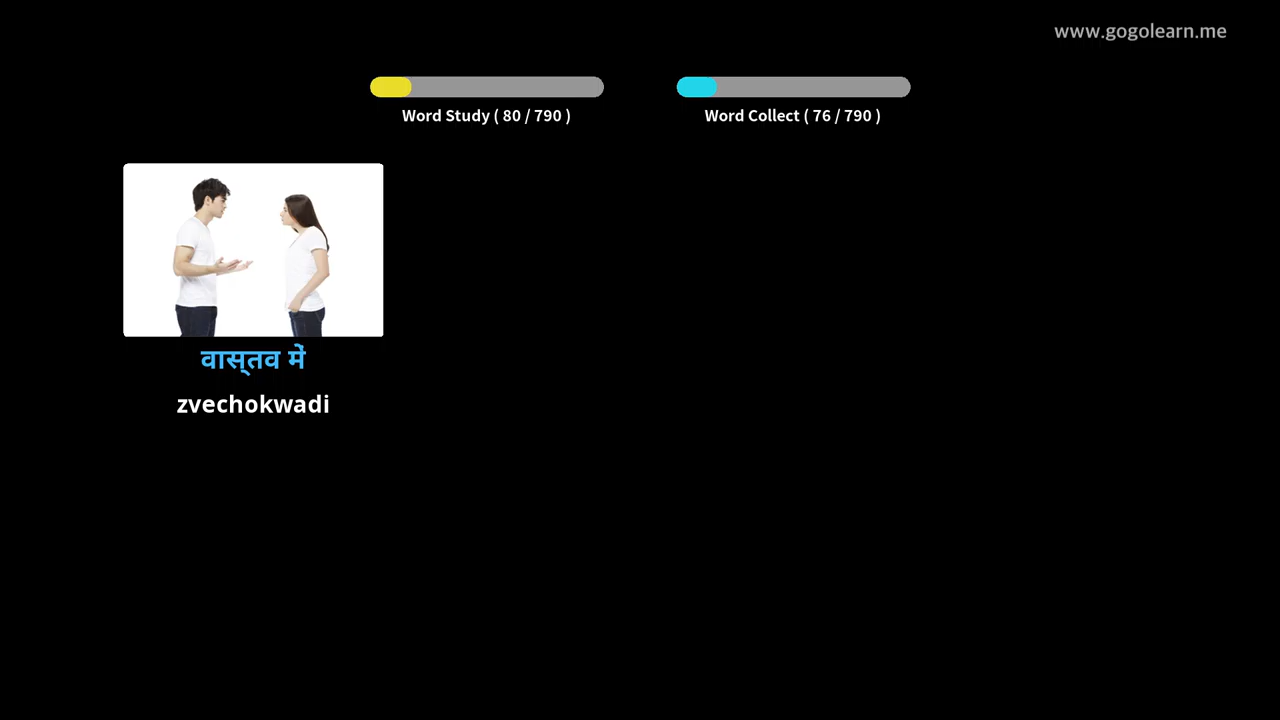 www.gogolearn.me
Word Study ( 80 / 790 )
Word Collect ( 76 / 790 )
वास्तव में
zvechokwadi